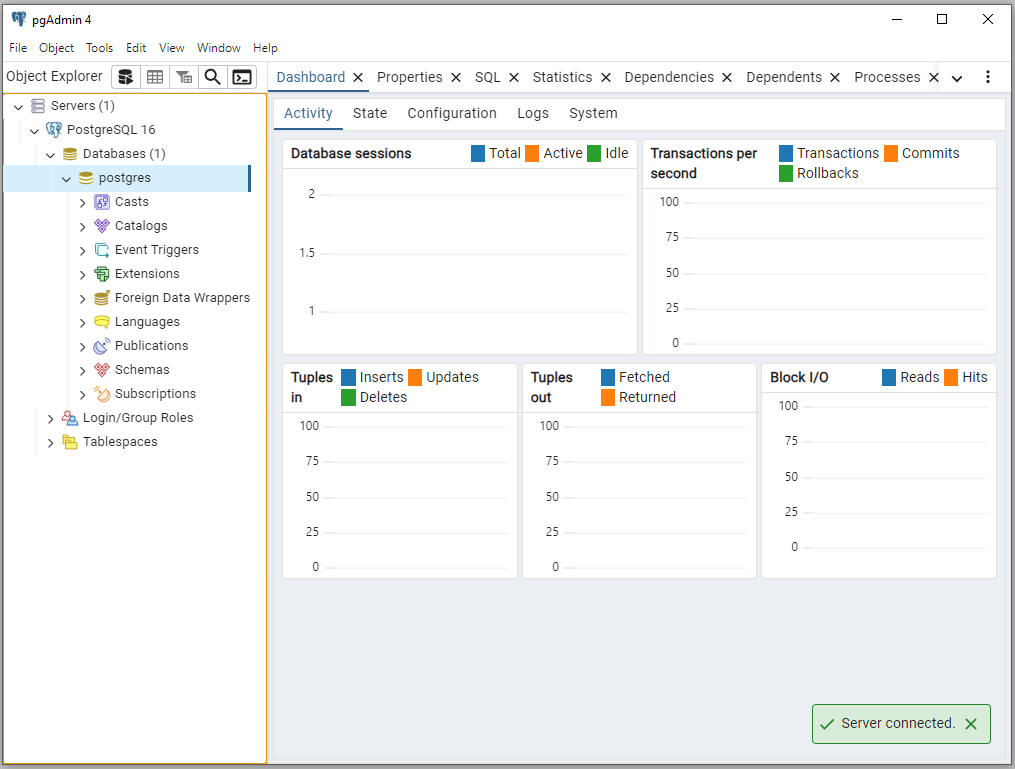 pgAdmin 4
File Object Tools Edit View Window Help
Object Explorer
Dashboard Properties SQL Statistics Dependencies Dependents Processes
Servers (1)
PostgreSQL 16
Databases (1)
postgres
Casts
Catalogs
Event Triggers
Extensions
Foreign Data Wrappers
Languages
Publications
Schemas
Subscriptions
Login/Group Roles
Tablespaces
Activity State Configuration Logs System
Database sessions Total Active Idle
2
1.5
1
Transactions per second Transactions Commits
Rollbacks
100
75
50
25
0
Tuples in Inserts Updates
Deletes
100
75
50
25
0
Tuples out Fetched
Returned
100
75
50
25
0
Block I/O Reads Hits
100
75
50
25
0
Server connected.